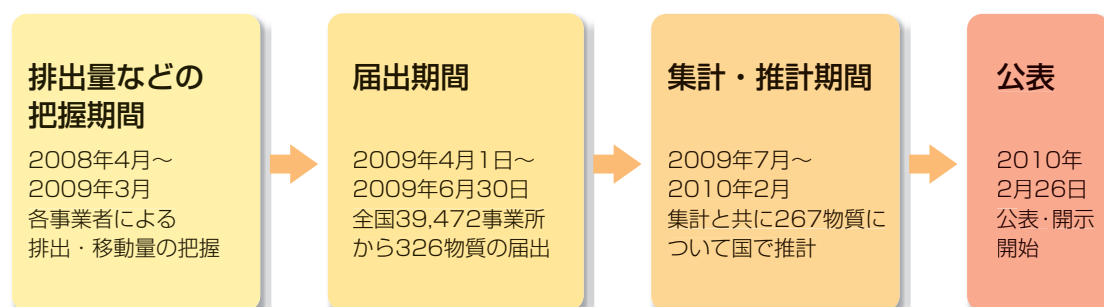 排出量などの
把握期間
2008年4月〜
2009年3月
各事業者による
排出・移動量の把握
届出期間
2009年4月1日〜
2009年6月30日
全国39,472事業所
から326物質の届出
集計・推計期間
2009年7月〜
2010年2月
集計と共に267物質に
ついて国で推計
公表
2010年
2月26日
公表・開示
開始